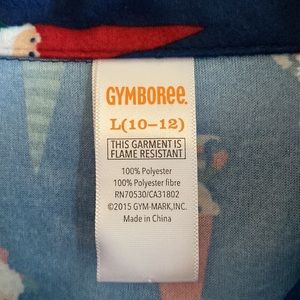 GYMBOREE.
L(10–12)
THIS GARMENT IS
FLAME RESISTANT
100% Polyester
100% Polyester fibre
RN70530/CA31802
©2015 GYM-MARK,INC.
Made in China